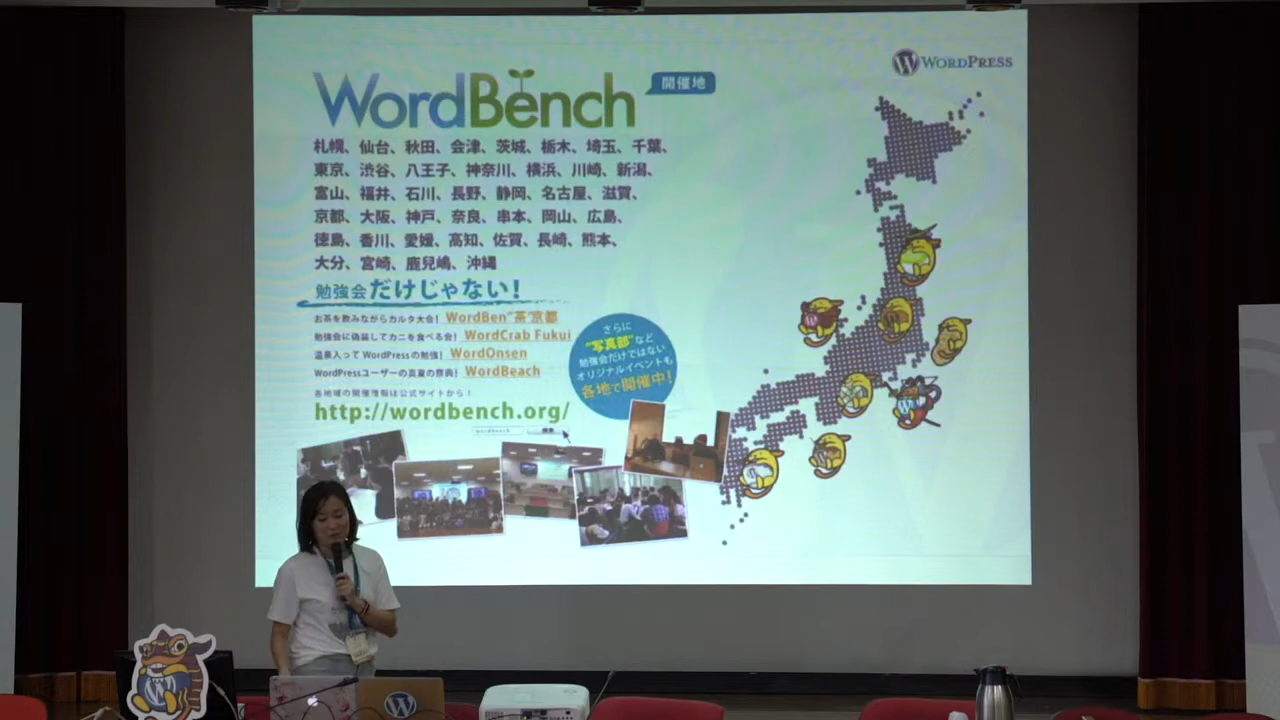 WordBench 開催地
WORDPRESS
札幌、仙台、秋田、会津、茨城、栃木、埼玉、千葉、
東京、渋谷、八王子、神奈川、横浜、川崎、新潟、
富山、福井、石川、長野、静岡、名古屋、滋賀、
京都、大阪、神戸、奈良、串本、岡山、広島、
徳島、香川、愛媛、高知、佐賀、長崎、熊本、
大分、宮崎、鹿兒嶋、沖縄
勉強会だけじゃない!
お茶を飲みながらカルタ大会! WordBen"茶"京都
勉強会に偽装してカニを食べる会! WordCrab Fukui
温泉入って WordPressの勉強! WordOnsen
WordPressユーザーの真夏の祭典! WordBeach
さらに
"写真部"など
勉強会だけではない
オリジナルイベントも
各地で開催中!
各地域の開催情報は公式サイトから!
http://wordbench.org/
wordbench 検索